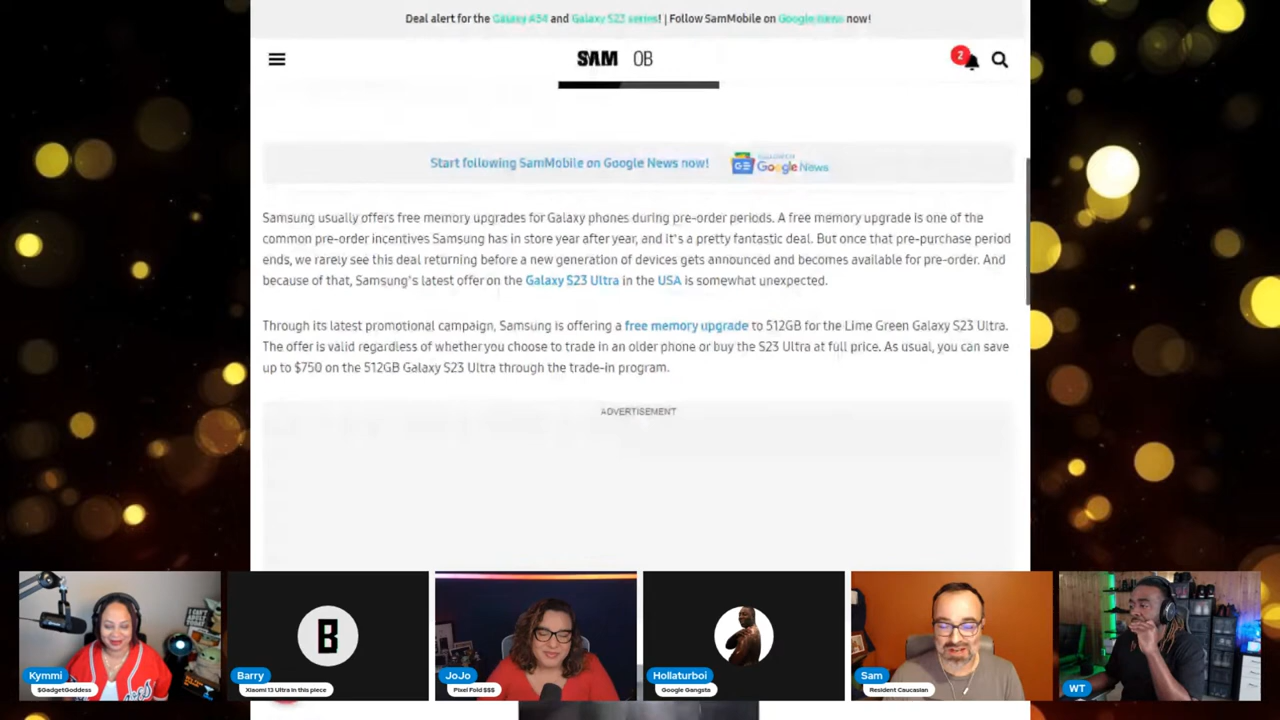 Deal alert for the Galaxy A54 and Galaxy S23 series! | Follow SamMobile on Google News now!
SAM OB
2
Start following SamMobile on Google News now!
GE Google News
Samsung usually offers free memory upgrades for Galaxy phones during pre-order periods. A free memory upgrade is one of the
common pre-order incentives Samsung has in store year after year, and it's a pretty fantastic deal. But once that pre-purchase period
ends, we rarely see this deal returning before a new generation of devices gets announced and becomes available for pre-order. And
because of that, Samsung's latest offer on the Galaxy S23 Ultra in the USA is somewhat unexpected.
Through its latest promotional campaign, Samsung is offering a free memory upgrade to 512GB for the Lime Green Galaxy S23 Ultra.
The offer is valid regardless of whether you choose to trade in an older phone or buy the S23 Ultra at full price. As usual, you can save
up to $750 on the 512GB Galaxy S23 Ultra through the trade-in program.
ADVERTISEMENT
B
Kymmi
$GadgetGoddess
Barry
Xiaomi 13 Ultra in this piece
JoJo
Pixel Fold $$$
Hollaturboi
Google Gangsta
Sam
Resident Caucasian
WT